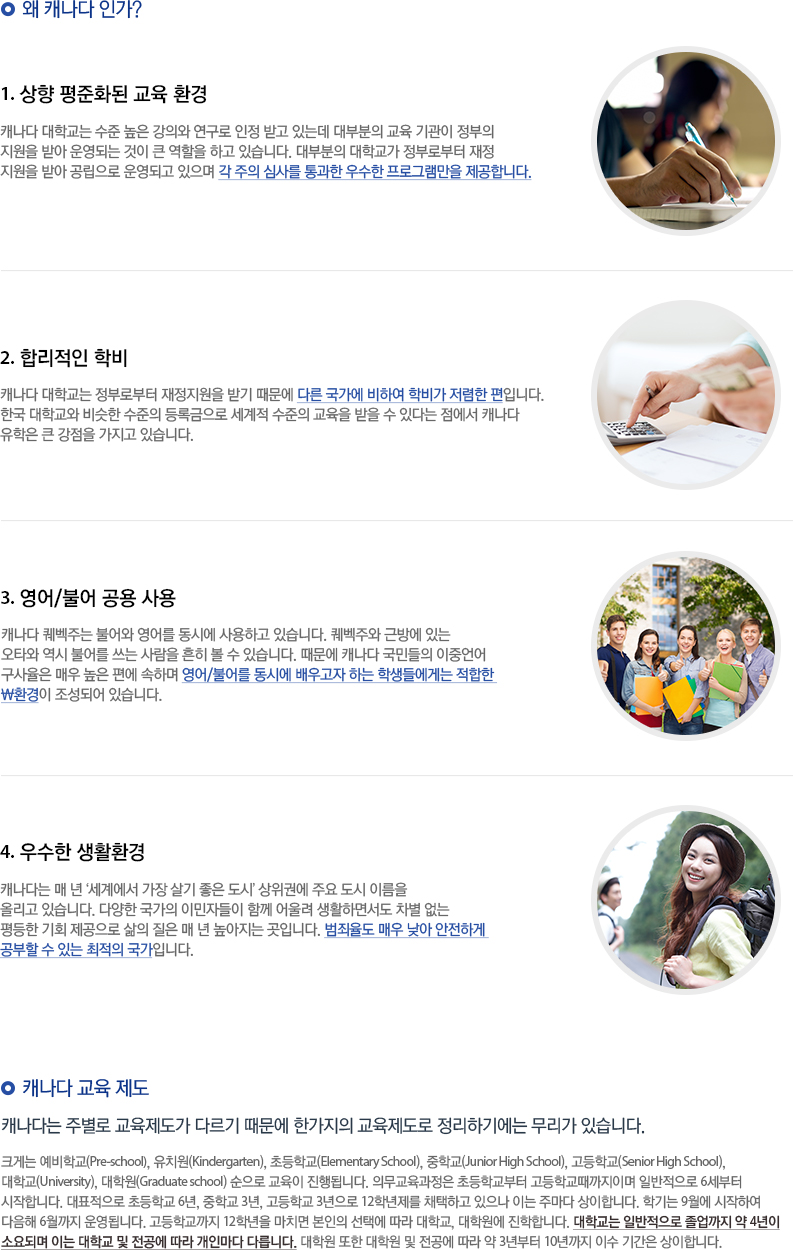 왜 캐나다 인가?
1. 상향 평준화된 교육 환경
캐나다 대학교는 수준 높은 강의와 연구로 인정 받고 있는데 대부분의 교육 기관이 정부의
지원을 받아 운영되는 것이 큰 역할을 하고 있습니다. 대부분의 대학교가 정부로부터 재정
지원을 받아 공립으로 운영되고 있으며 각 주의 심사를 통과한 우수한 프로그램만을 제공합니다.
2. 합리적인 학비
캐나다 대학교는 정부로부터 재정지원을 받기 때문에 다른 국가에 비하여 학비가 저렴한 편입니다.
한국 대학교와 비슷한 수준의 등록금으로 세계적 수준의 교육을 받을 수 있다는 점에서 캐나다
유학은 큰 강점을 가지고 있습니다.
3. 영어/불어 공용 사용
캐나다 퀘벡주는 불어와 영어를 동시에 사용하고 있습니다. 퀘벡주와 근방에 있는
오타와 역시 불어를 쓰는 사람을 흔히 볼 수 있습니다. 때문에 캐나다 국민들의 이중언어
구사율은 매우 높은 편에 속하며 영어/불어를 동시에 배우고자 하는 학생들에게는 적합한
₩환경이 조성되어 있습니다.
4. 우수한 생활환경
캐나다는 매 년 ‘세계에서 가장 살기 좋은 도시’ 상위권에 주요 도시 이름을
올리고 있습니다. 다양한 국가의 이민자들이 함께 어울려 생활하면서도 차별 없는
평등한 기회 제공으로 삶의 질은 매 년 높아지는 곳입니다. 범죄율도 매우 낮아 안전하게
공부할 수 있는 최적의 국가입니다.
캐나다 교육 제도
캐나다는 주별로 교육제도가 다르기 때문에 한가지의 교육제도로 정리하기에는 무리가 있습니다.
크게는 예비학교(Pre-school), 유치원(Kindergarten), 초등학교(Elementary School), 중학교(Junior High School), 고등학교(Senior High School),
대학교(University), 대학원(Graduate school) 순으로 교육이 진행됩니다. 의무교육과정은 초등학교부터 고등학교때까지이며 일반적으로 6세부터
시작합니다. 대표적으로 초등학교 6년, 중학교 3년, 고등학교 3년으로 12학년제를 채택하고 있으나 이는 주마다 상이합니다. 학기는 9월에 시작하여
다음해 6월까지 운영됩니다. 고등학교까지 12학년을 마치면 본인의 선택에 따라 대학교, 대학원에 진학합니다. 대학교는 일반적으로 졸업까지 약 4년이
소요되며 이는 대학교 및 전공에 따라 개인마다 다릅니다. 대학원 또한 대학원 및 전공에 따라 약 3년부터 10년까지 이수 기간은 상이합니다.